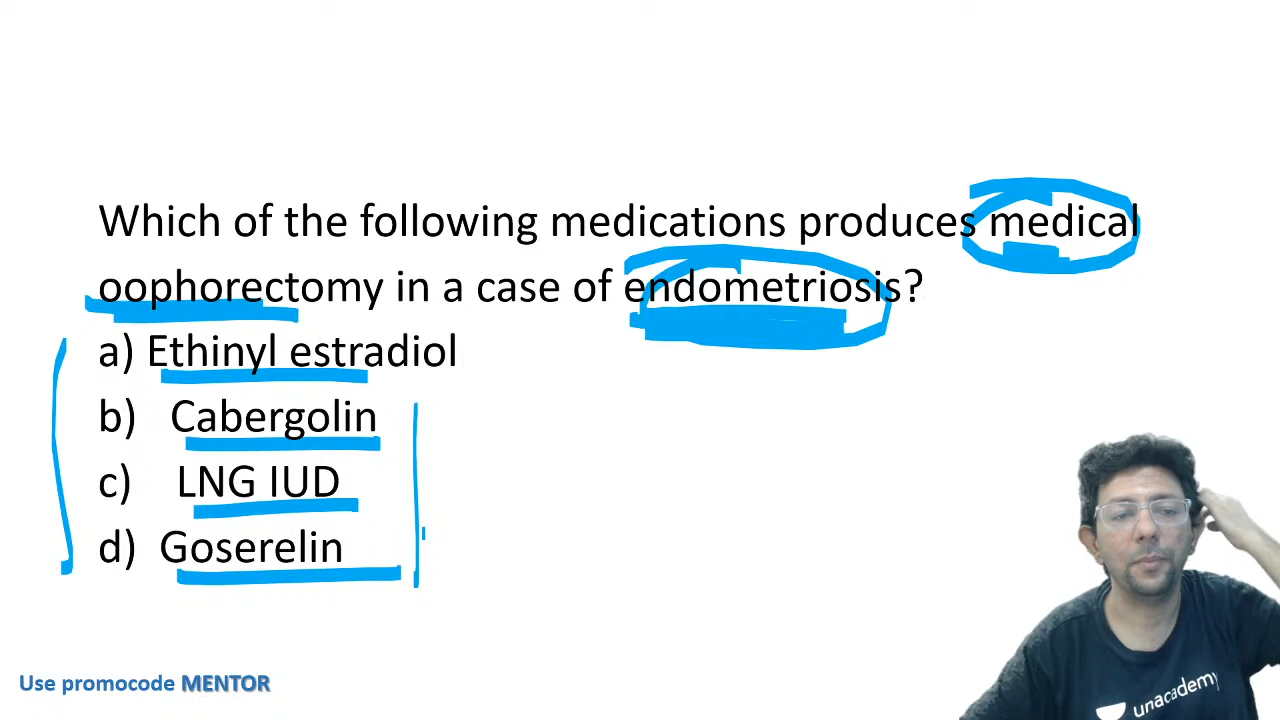 Which of the following medications produces medical
oophorectomy in a case of endometriosis?
a) Ethinyl estradiol
b) Cabergolin
c) LNG IUD
d) Goserelin
Use promocode MENTOR
unacademy